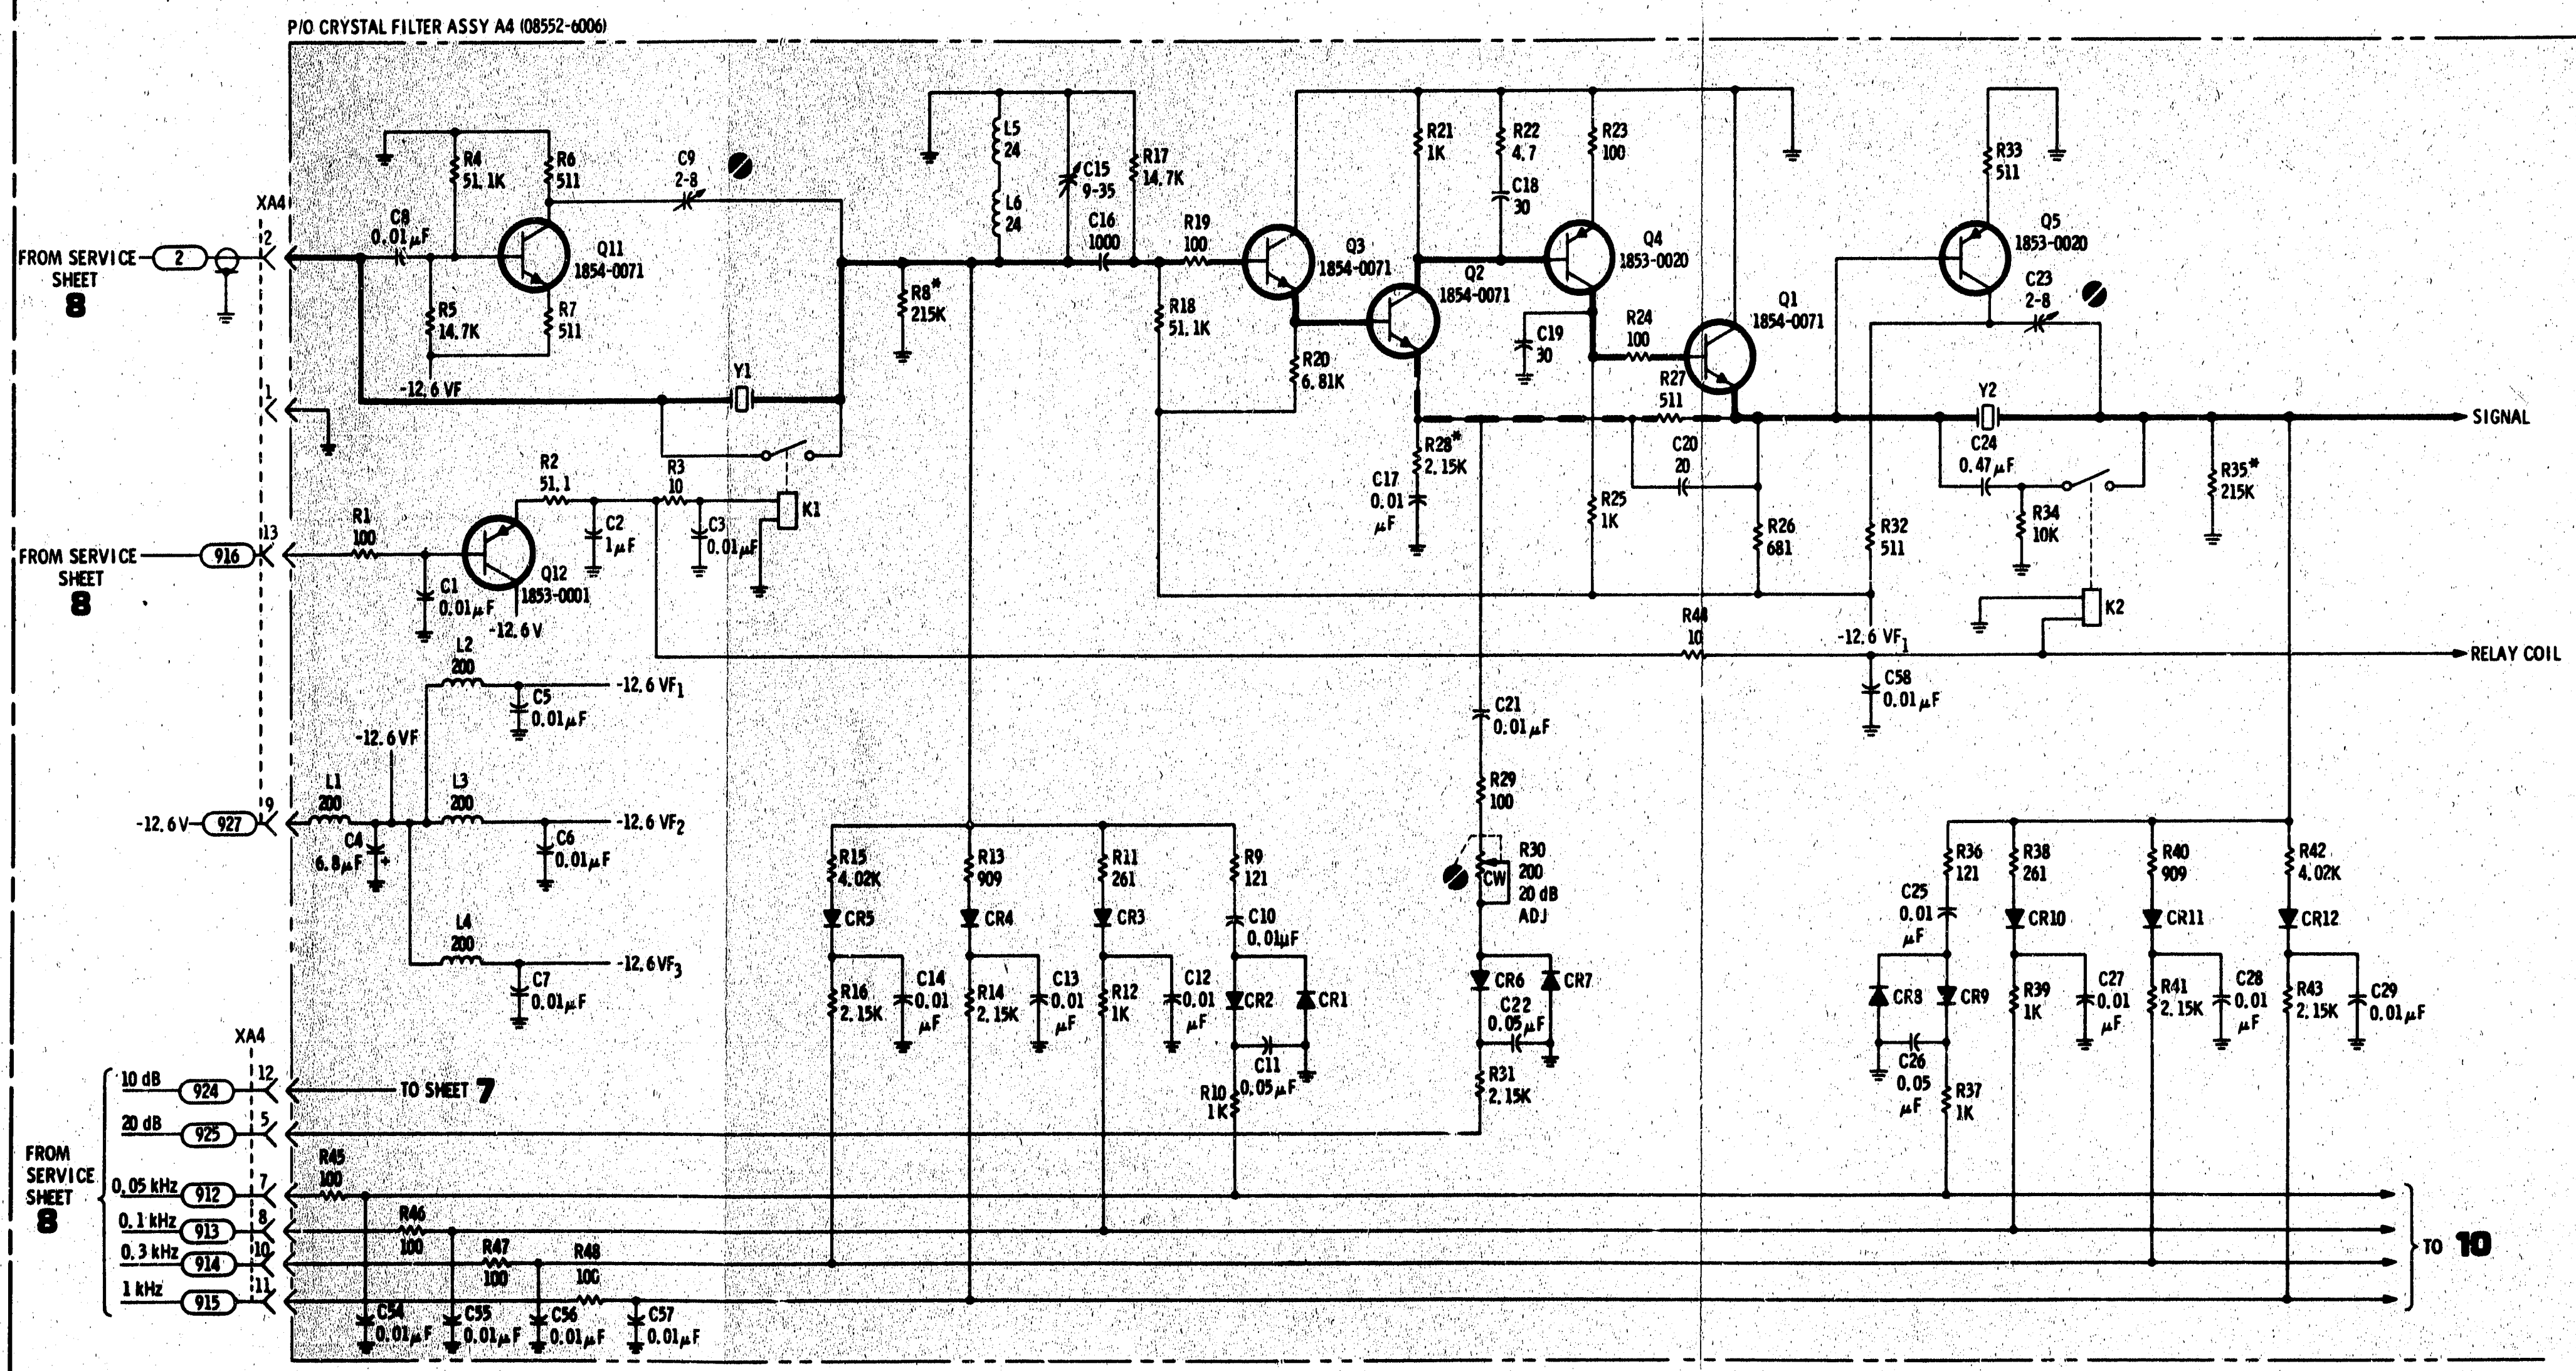 P/O CRYSTAL FILTER ASSY A4 (08552-6006)
XA4
FROM SERVICE
SHEET
8
2
2
C8
0.01µF
R4
51.1K
R6
511
Q11
1854-0071
R5
14.7K
R7
511
-12.6 VF
C9
2-8
Y1
1
R8*
215K
L5
24
L6
24
C15
9-35
R17
14.7K
C16
1000
R19
100
R18
51.1K
Q3
1854-0071
R20
6.81K
Q2
1854-0071
R21
1K
R22
4.7
C18
30
R23
100
Q4
1853-0020
C19
30
R24
100
Q1
1854-0071
R27
511
C20
20
R28*
2.15K
C17
0.01
µF
R25
1K
R26
681
R32
511
R33
511
Q5
1853-0020
C23
2-8
Y2
C24
0.47µF
R34
10K
R35*
215K
SIGNAL
K2
R44
10
-12.6 VF1
C58
0.01µF
RELAY COIL
FROM SERVICE
SHEET
8
916
13
R1
100
C1
0.01µF
Q12
1853-0001
-12.6 V
R2
51.1
C2
1µF
R3
10
C3
0.01µF
K1
L2
200
C5
0.01µF
-12.6 VF1
-12.6 VF
-12.6V
927
9
L1
200
C4
6.8µF
+
L3
200
C6
0.01µF
-12.6 VF2
L4
200
C7
0.01µF
-12.6VF3
R15
4.02K
CR5
R16
2.15K
C14
0.01
µF
R13
909
CR4
R14
2.15K
C13
0.01
µF
R11
261
CR3
R12
1K
C12
0.01
µF
R9
121
C10
0.01µF
CR2
CR1
C11
0.05µF
R10
1K
C21
0.01µF
R29
100
R30
200
20 dB
ADJ
CW
CR6
CR7
C22
0.05µF
R31
2.15K
R36
121
C25
0.01
µF
CR8
CR9
C26
0.05
µF
R37
1K
R38
261
CR10
R39
1K
C27
0.01
µF
R40
909
CR11
R41
2.15K
C28
0.01
µF
R42
4.02K
CR12
R43
2.15K
C29
0.01µF
XA4
FROM
SERVICE
SHEET
8
10 dB
924
12
TO SHEET 7
20 dB
925
5
0.05 kHz
912
7
R45
100
0.1 kHz
913
8
R46
100
0.3 kHz
914
10
R47
100
1 kHz
915
11
R48
100
C54
0.01µF
C55
0.01µF
C56
0.01µF
C57
0.01µF
TO 10